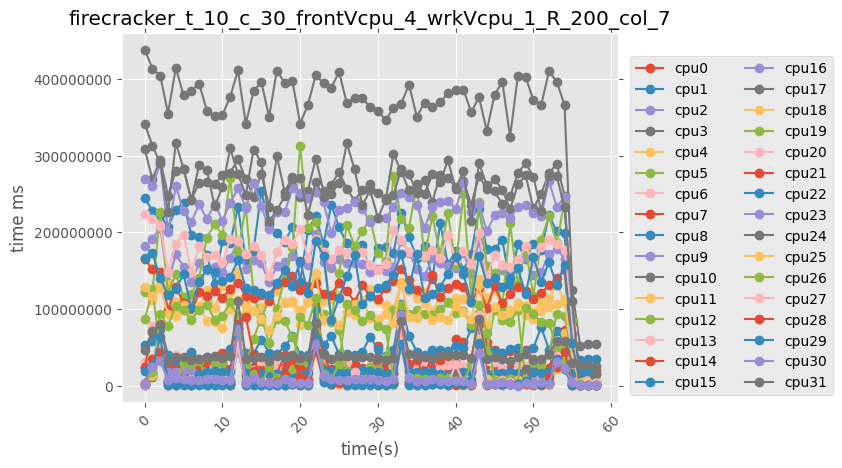 firecracker_t_10_c_30_frontVcpu_4_wrkVcpu_1_R_200_col_7
400000000
300000000
200000000
100000000
0
time ms
0
10
20
30
40
50
60
time(s)
cpu0
cpu1
cpu2
cpu3
cpu4
cpu5
cpu6
cpu7
cpu8
cpu9
cpu10
cpu11
cpu12
cpu13
cpu14
cpu15
cpu16
cpu17
cpu18
cpu19
cpu20
cpu21
cpu22
cpu23
cpu24
cpu25
cpu26
cpu27
cpu28
cpu29
cpu30
cpu31